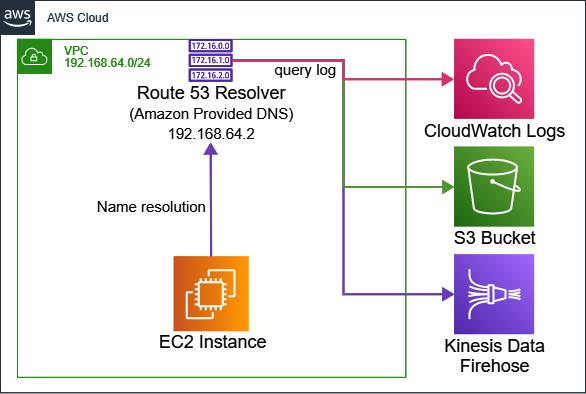 aws
AWS Cloud
VPC
192.168.64.0/24
172.16.0.0
172.16.1.0
172.16.2.0
query log
Route 53 Resolver
(Amazon Provided DNS)
192.168.64.2
CloudWatch Logs
Name resolution
S3 Bucket
EC2 Instance
Kinesis Data
Firehose